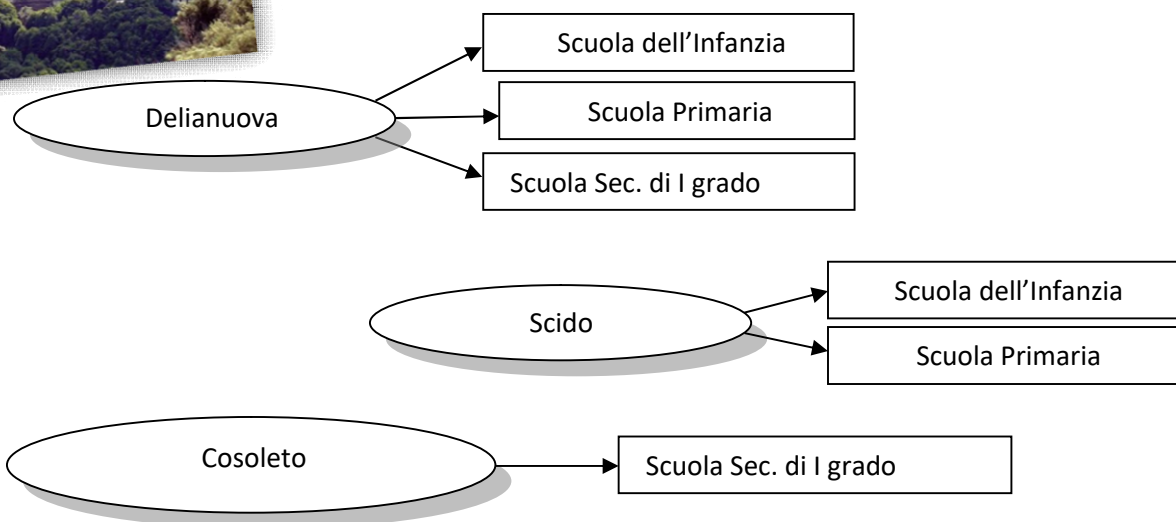 Scuola dell’Infanzia
Delianuova
Scuola Primaria
Scuola Sec. di I grado
Scuola dell’Infanzia
Scido
Scuola Primaria
Cosoleto
Scuola Sec. di I grado